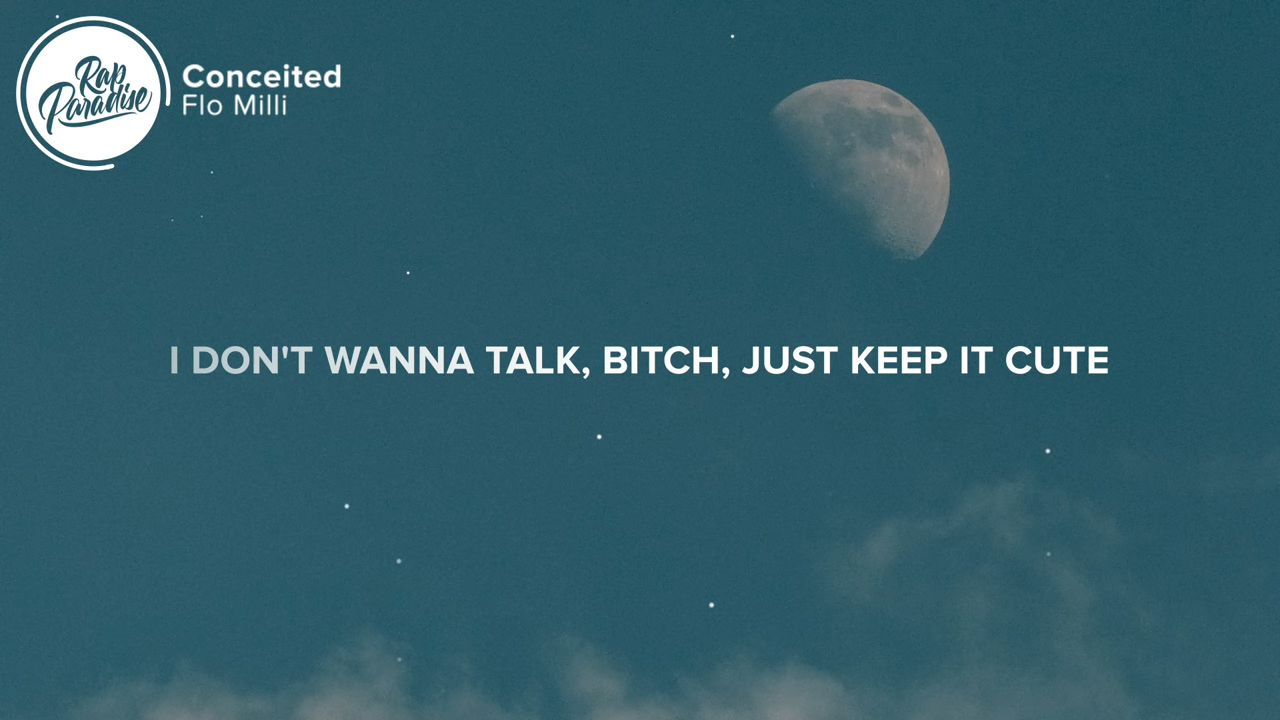 Rap
Paradise
Conceited
Flo Milli
I DON'T WANNA TALK, BITCH, JUST KEEP IT CUTE